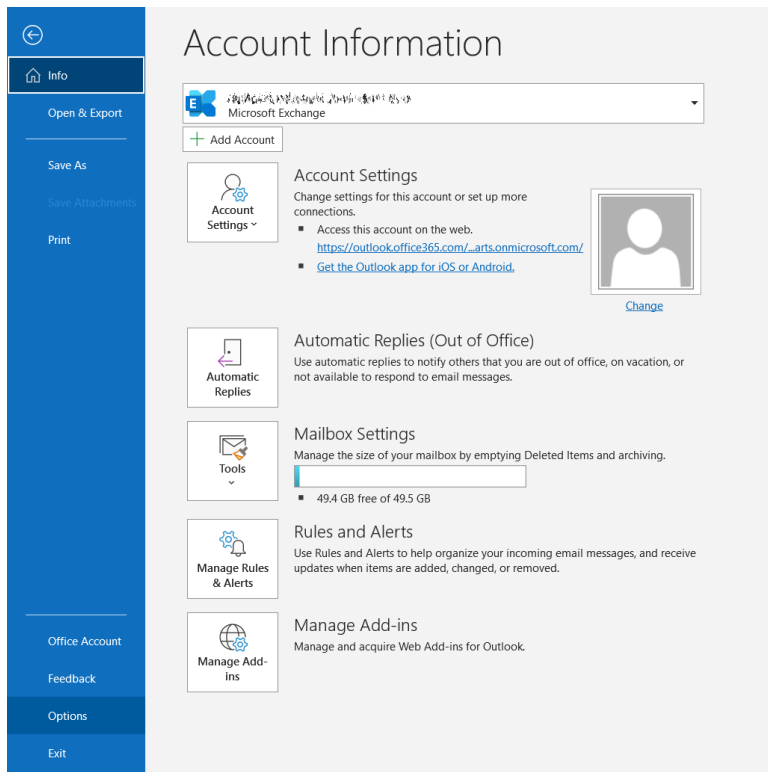 Account Information
Info
Open & Export
Save As
Save Attachments
Print
Office Account
Feedback
Options
Exit
E
Microsoft Exchange
Add Account
Account
Settings
Account Settings
Change settings for this account or set up more
connections.
Access this account on the web.
https://outlook.office365.com/...arts.onmicrosoft.com/
Get the Outlook app for iOS or Android.
Change
Automatic
Replies
Automatic Replies (Out of Office)
Use automatic replies to notify others that you are out of office, on vacation, or
not available to respond to email messages.
Tools
Mailbox Settings
Manage the size of your mailbox by emptying Deleted Items and archiving.
49.4 GB free of 49.5 GB
Manage Rules
& Alerts
Rules and Alerts
Use Rules and Alerts to help organize your incoming email messages, and receive
updates when items are added, changed, or removed.
Manage Add-
ins
Manage Add-ins
Manage and acquire Web Add-ins for Outlook.